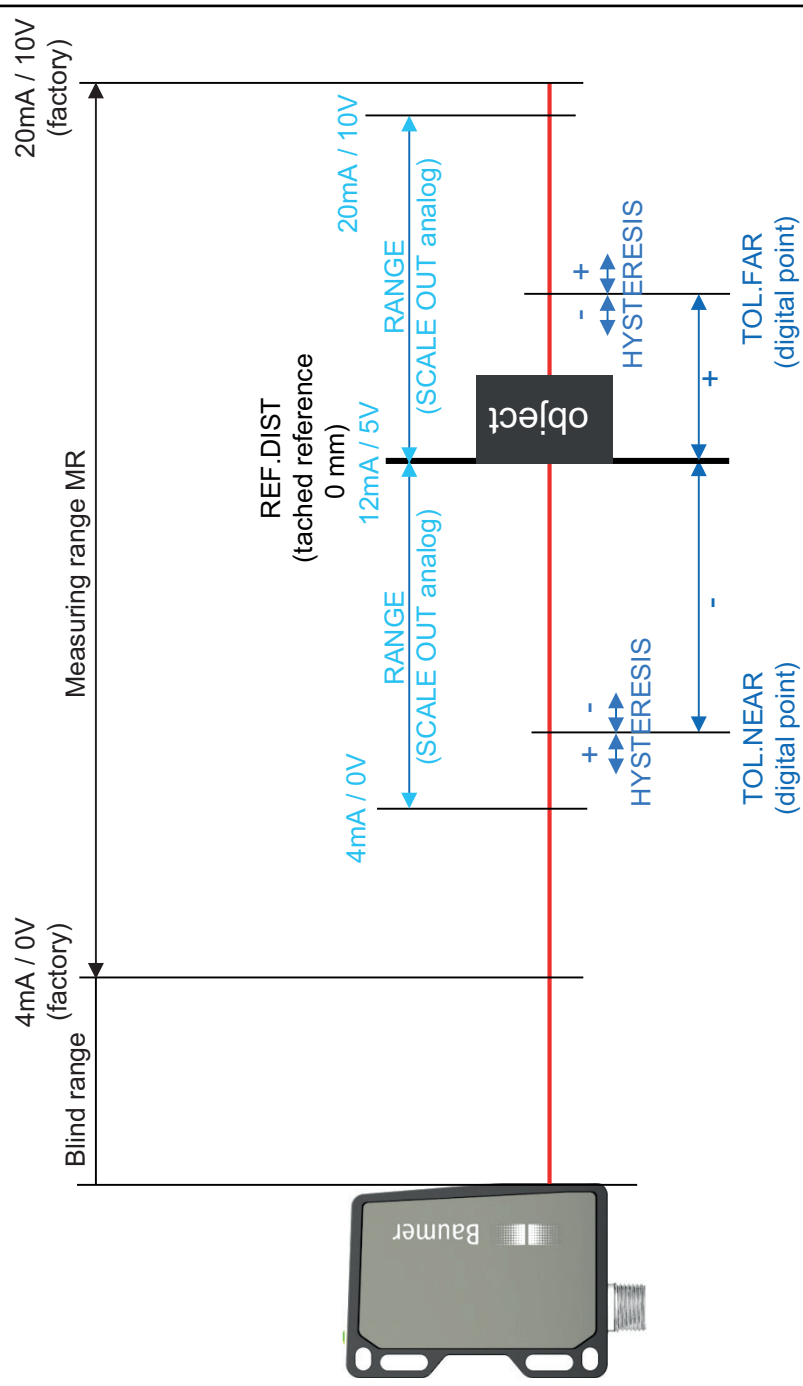 4mA / 0V
(factory)
20mA / 10V
(factory)
Blind range
Measuring range MR
REF.DIST
(tached reference
0 mm)
4mA / 0V
12mA / 5V
20mA / 10V
RANGE
(SCALE OUT analog)
RANGE
(SCALE OUT analog)
Baumer
object
+ -
HYSTERESIS
- +
HYSTERESIS
-
+
TOL.NEAR
(digital point)
TOL.FAR
(digital point)